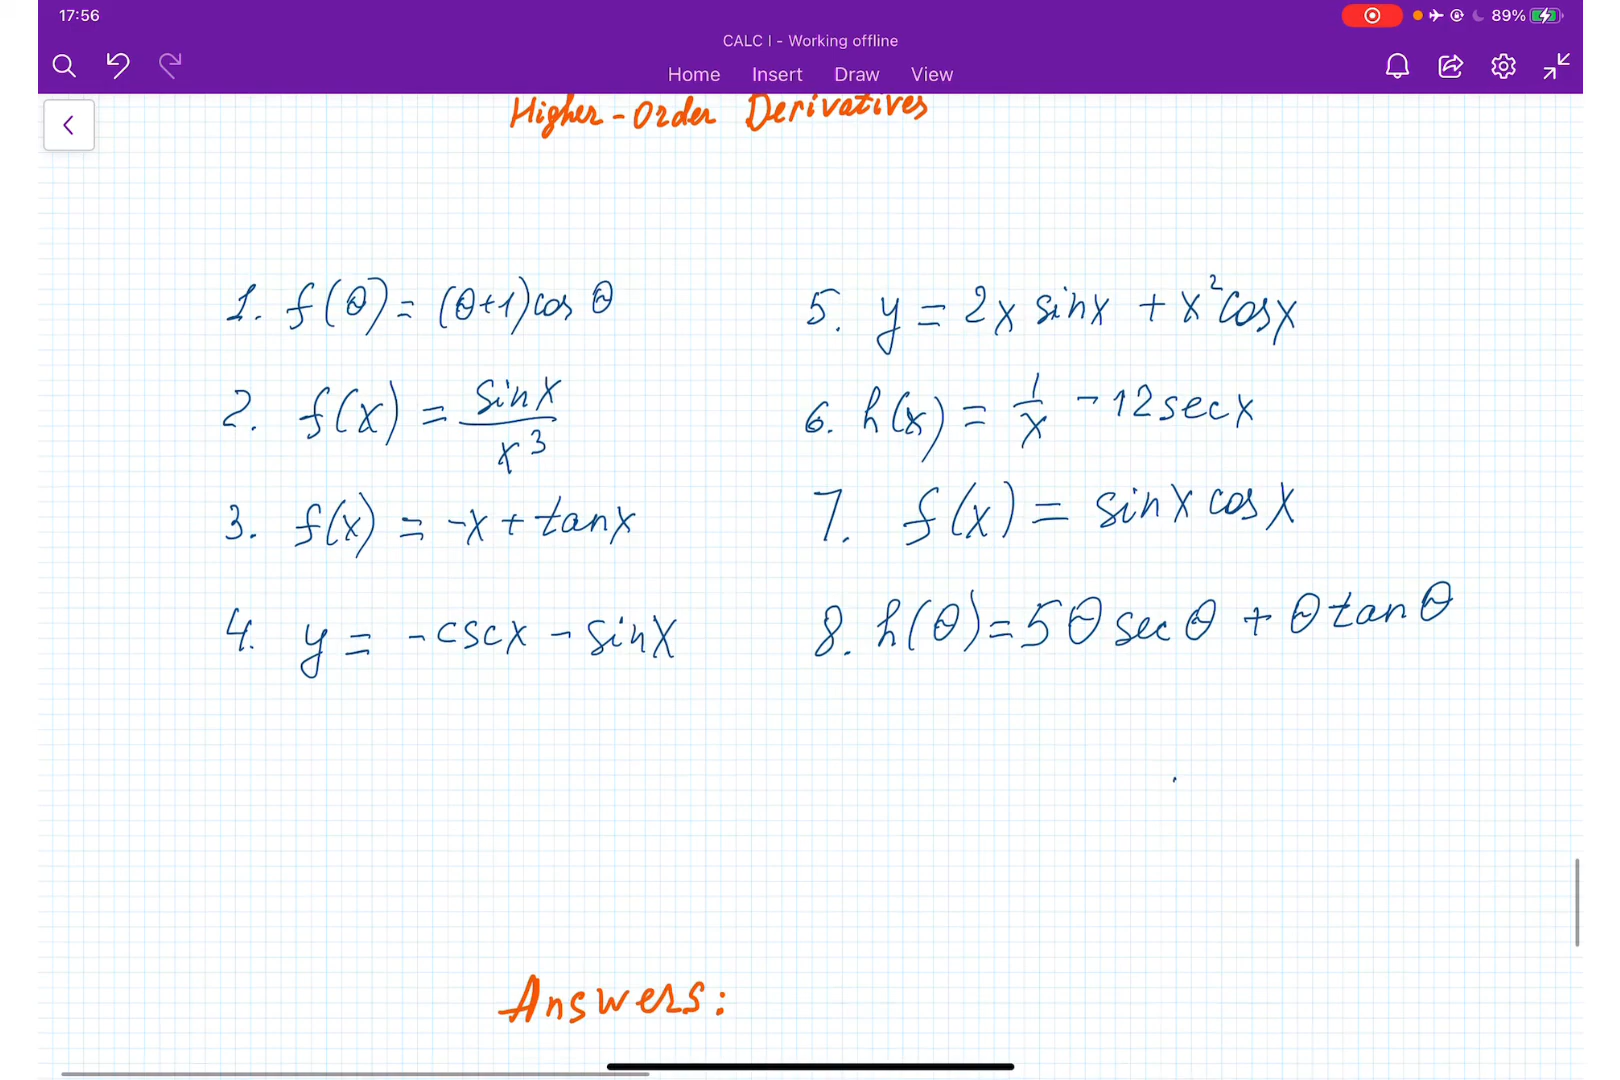 17:56
89%
CALC I - Working offline
Home Insert Draw View
Higher-Order Derivatives
1. f(θ) = (θ+1)cos θ
2. f(x) = sinx/x³
3. f(x) = -x + tanx
4. y = -cscx - sinx
5. y = 2x sinx + x²cosx
6. h(x) = 1/x - 12secx
7. f(x) = sinx cosx
8. h(θ) = 5θ sec θ + θ tanθ
Answers: